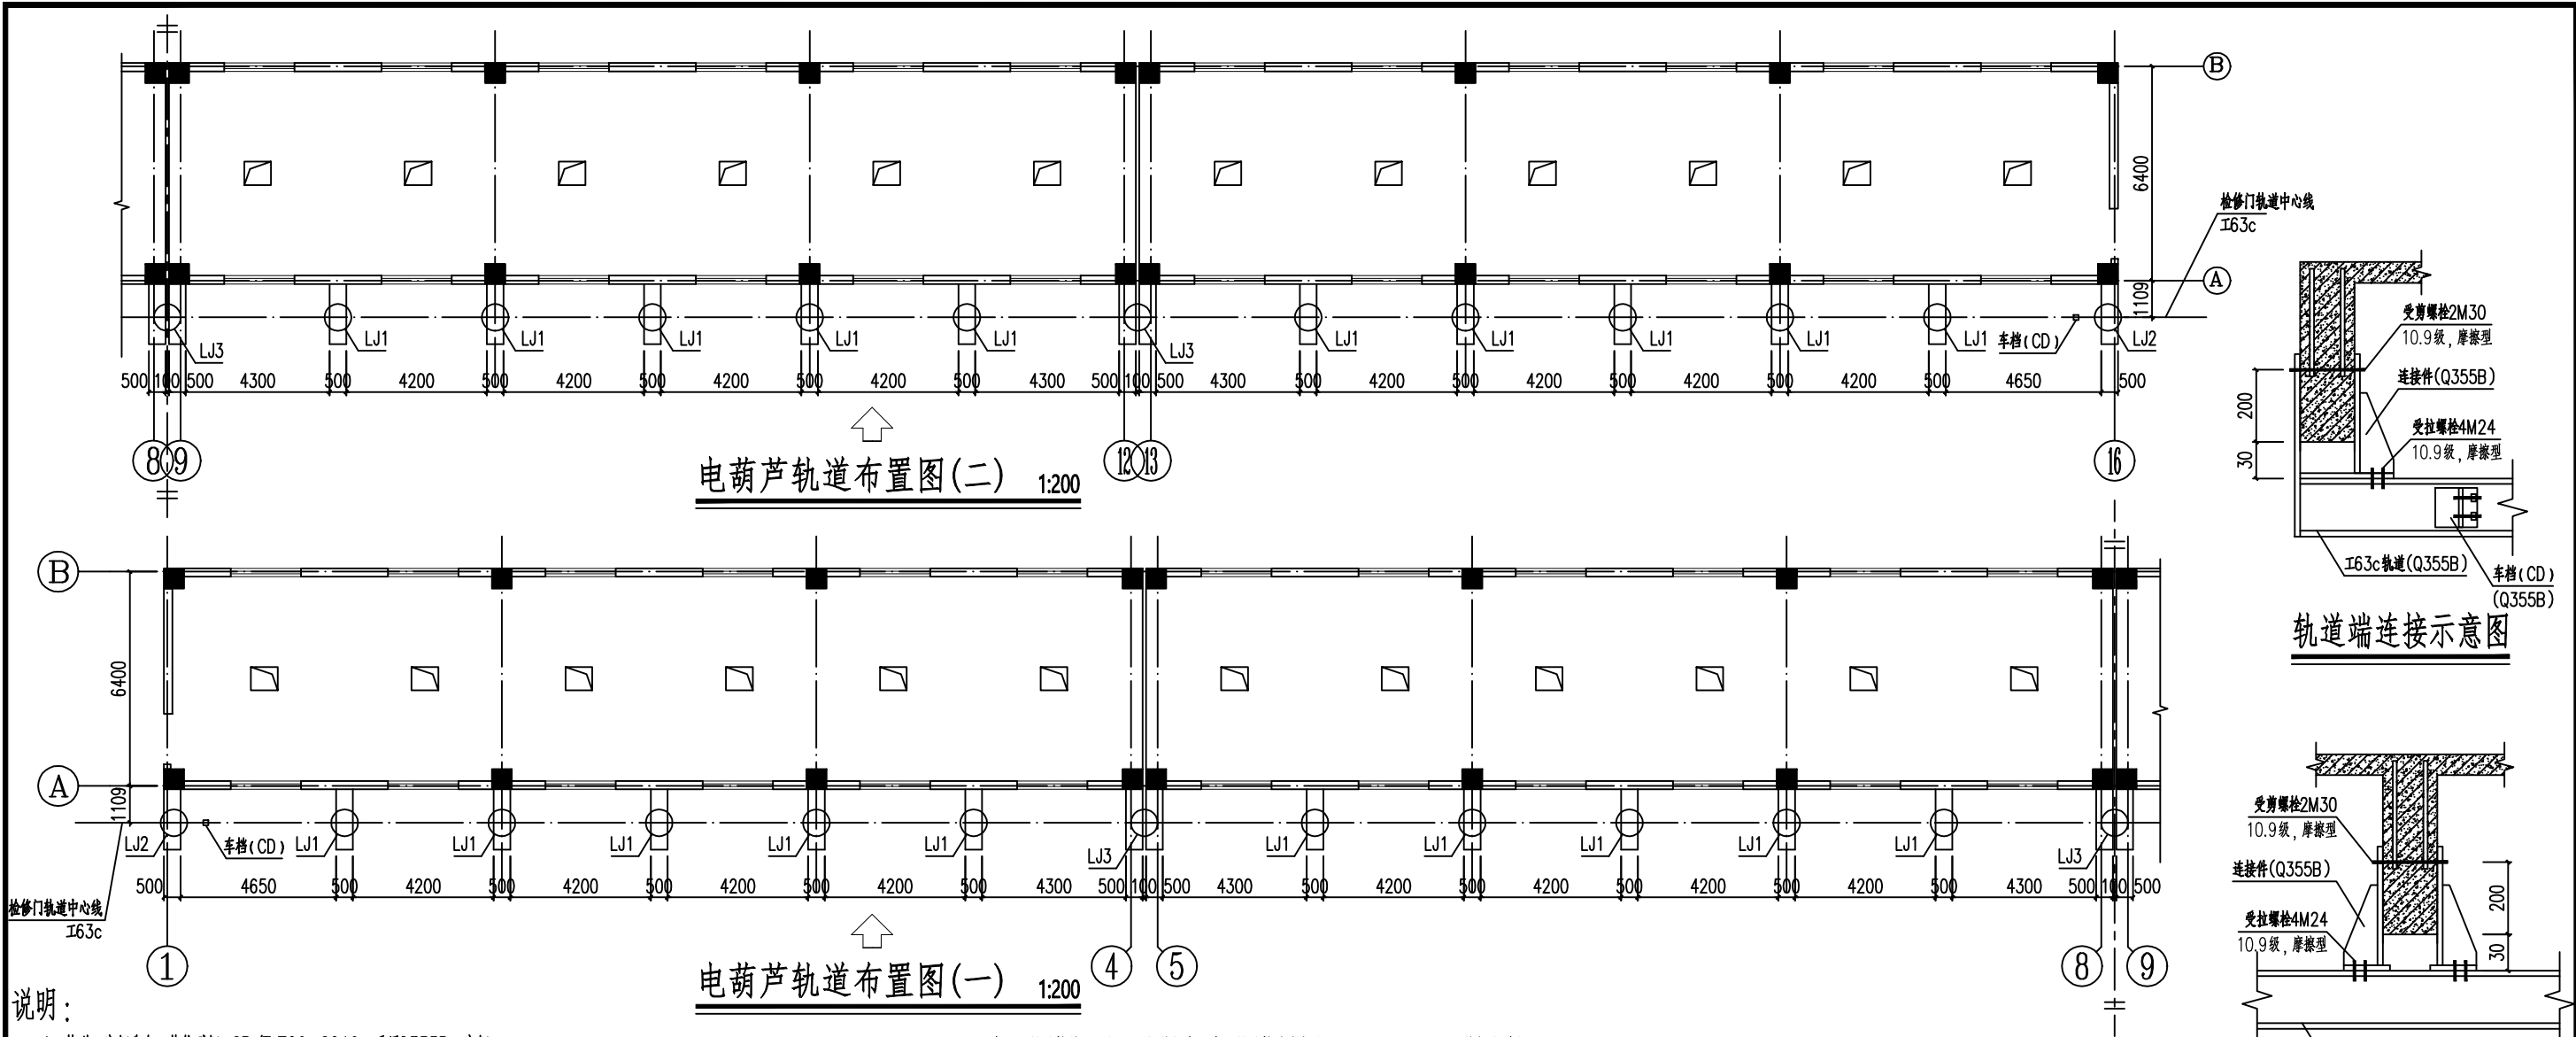 B
6400
检修门轨道中心线
工63c
A
1109
LJ3 LJ1 LJ1 LJ1 LJ1 LJ1 LJ3 LJ1 LJ1 LJ1 LJ1 LJ1 车档(CD) LJ2
500 100 500 4300 500 4200 500 4200 500 4200 500 4200 500 4300 500 100 500 4300 500 4200 500 4200 500 4200 500 4200 500 4650 500
8 9 12 13 16
电葫芦轨道布置图(二) 1:200
受剪螺栓2M30
10.9级, 摩擦型
连接件(Q355B)
200
受拉螺栓4M24
10.9级, 摩擦型
30
工63c轨道(Q355B)
车档(CD)
(Q355B)
轨道端连接示意图
B
6400
A
1109
LJ2 车档(CD) LJ1 LJ1 LJ1 LJ1 LJ1 LJ3 LJ1 LJ1 LJ1 LJ1 LJ1 LJ3
500 4650 500 4200 500 4200 500 4200 500 4200 500 4300 500 100 500 4300 500 4200 500 4200 500 4200 500 4200 500 4300 500 100 500
检修门轨道中心线
工63c
1 4 5 8 9
电葫芦轨道布置图(一) 1:200
受剪螺栓2M30
10.9级, 摩擦型
连接件(Q355B)
200
受拉螺栓4M24
10.9级, 摩擦型
30
说明: